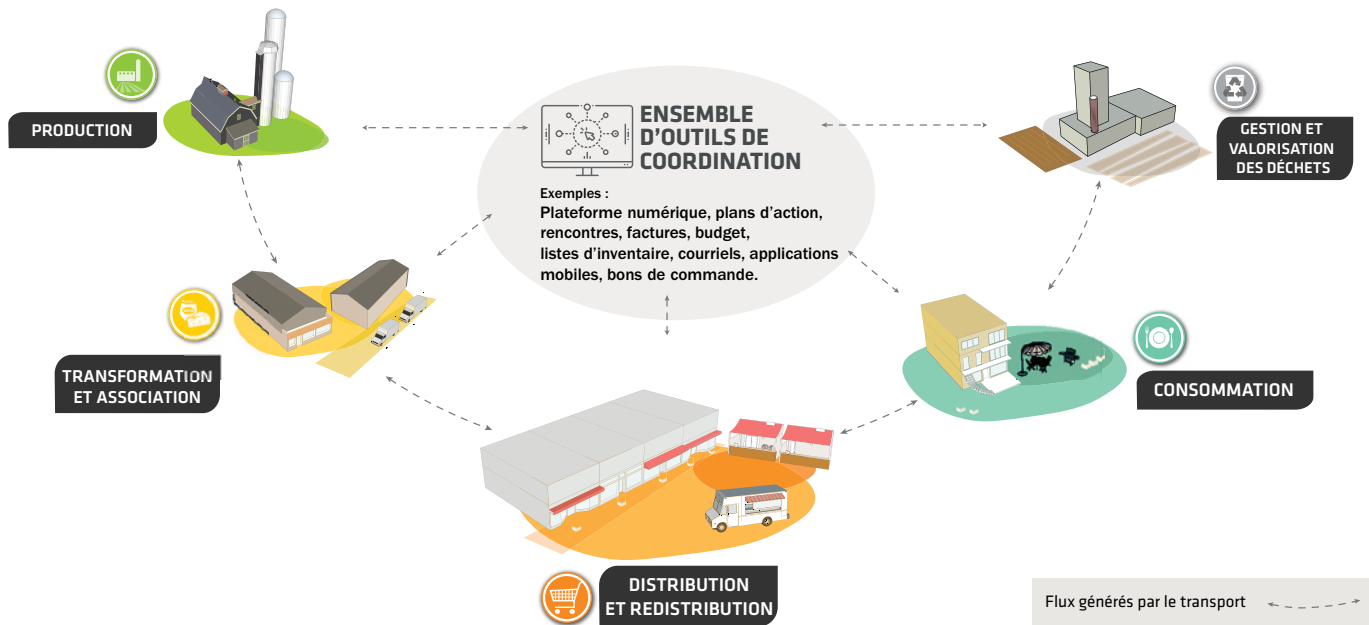 PRODUCTION
ENSEMBLE
D’OUTILS DE
COORDINATION
Exemples :
Plateforme numérique, plans d’action,
rencontres, factures, budget,
listes d’inventaire, courriels, applications
mobiles, bons de commande.
GESTION ET
VALORISATION
DES DÉCHETS
TRANSFORMATION
ET ASSOCIATION
CONSOMMATION
DISTRIBUTION
ET REDISTRIBUTION
Flux générés par le transport